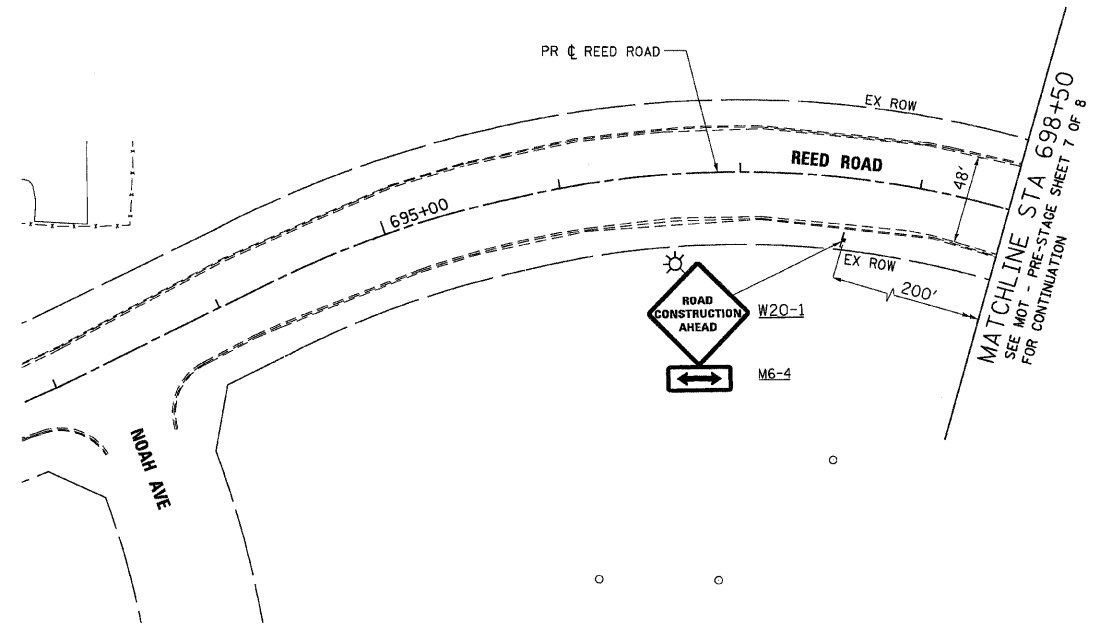 PR ℄ REED ROAD
EX ROW
REED ROAD
48'
695+00
EX ROW
200'
ROAD
CONSTRUCTION
AHEAD
W20-1
M6-4
NOAH AVE
MATCHLINE STA 698+50
SEE MOT - PRE-STAGE SHEET 7 OF 8
FOR CONTINUATION